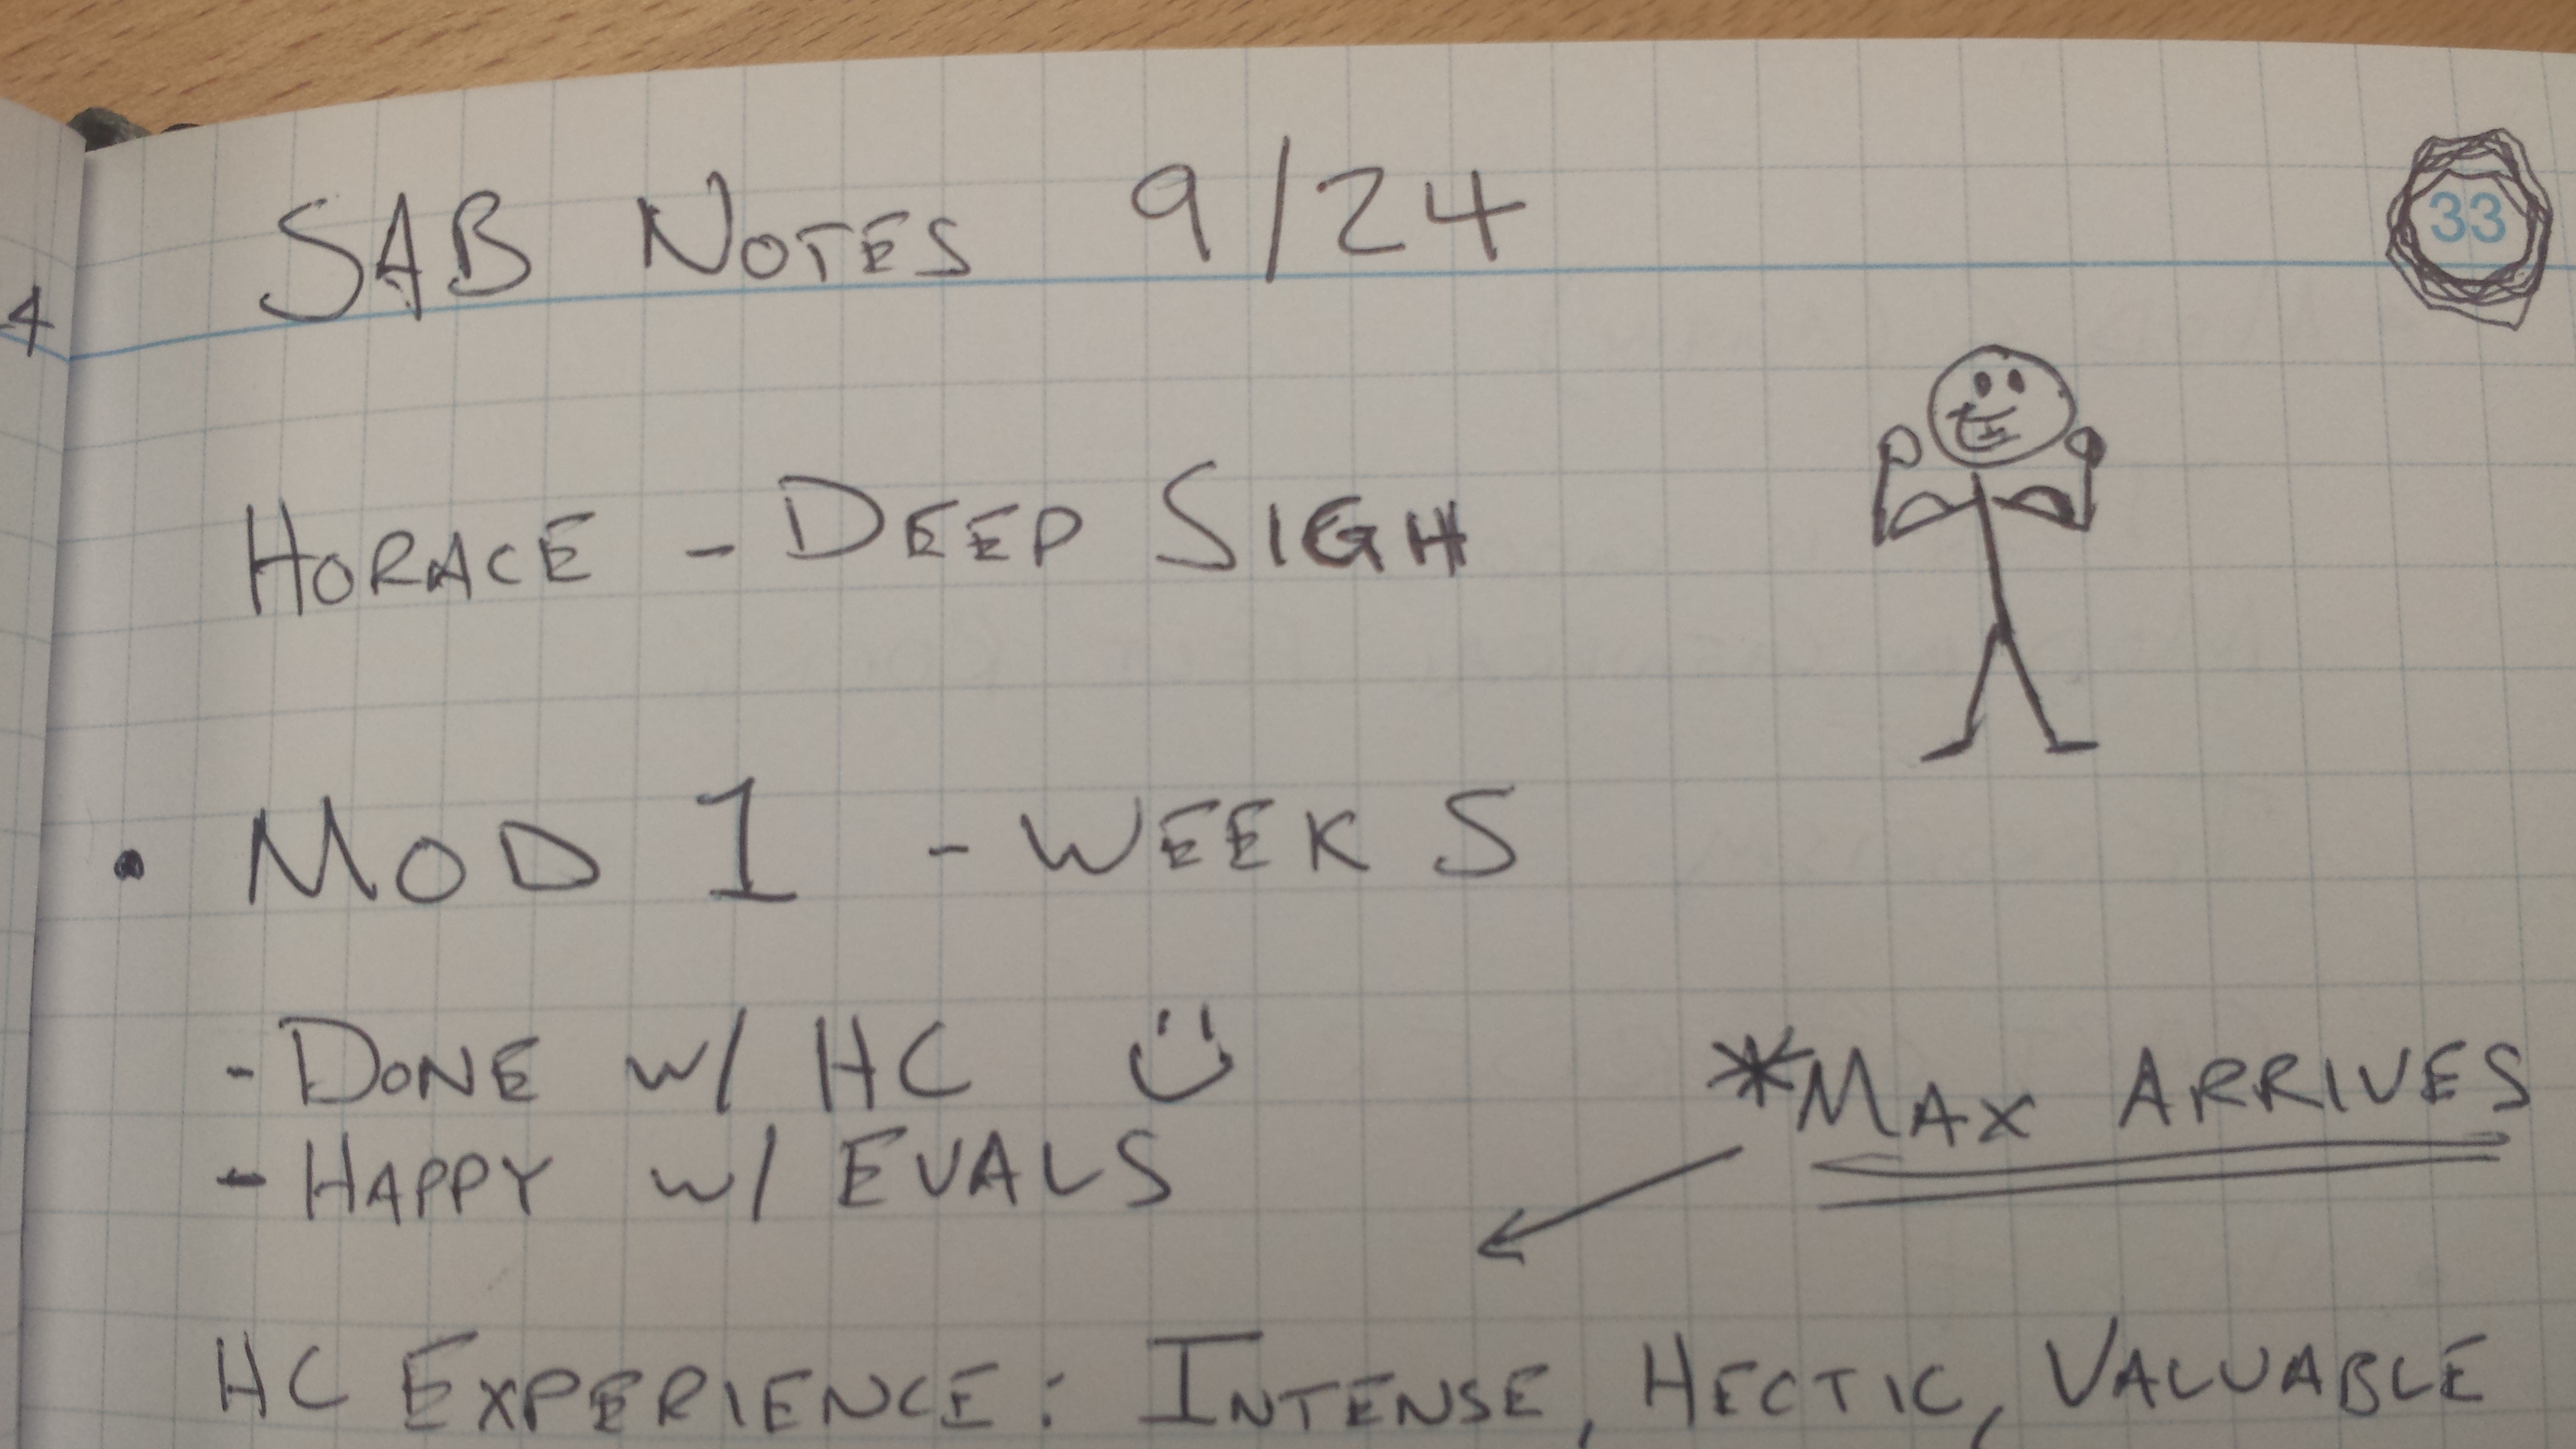 SAB NOTES 9/24
33
4
HORACE - DEEP SIGH
• MOD 1 - WEEK 5
- DONE W/ HC :)
*MAX ARRIVES
- HAPPY W/ EVALS
HC EXPERIENCE: INTENSE, HECTIC, VALUABLE